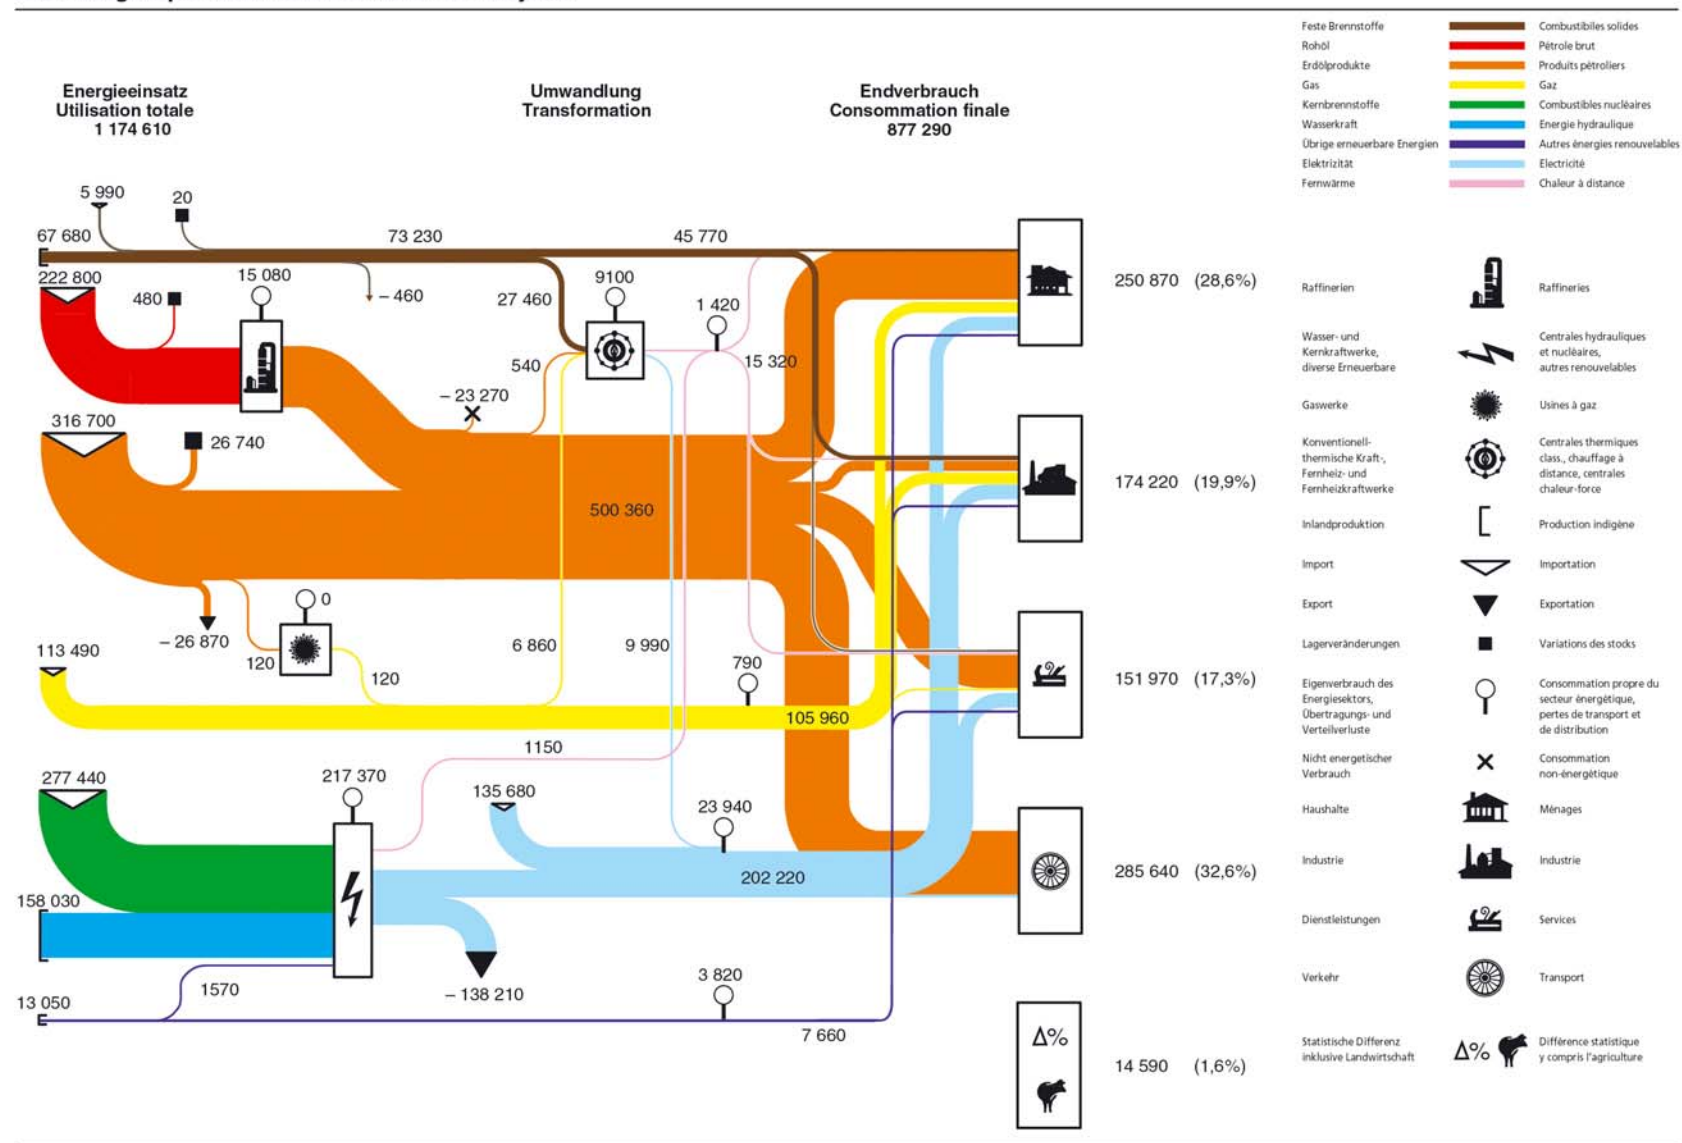 Energieeinsatz
Utilisation totale
1 174 610
Umwandlung
Transformation
Endverbrauch
Consommation finale
877 290
Feste Brennstoffe
Combustibiles solides
Rohöl
Pétrole brut
Erdölprodukte
Produits pétroliers
Gas
Gaz
Kernbrennstoffe
Combustibles nucléaires
Wasserkraft
Energie hydraulique
Übrige erneuerbare Energien
Autres énergies renouvelables
Elektrizität
Electricité
Fernwärme
Chaleur à distance
5 990
20
67 680
73 230
45 770
222 800
480
15 080
– 460
27 460
9100
1 420
540
15 320
– 23 270
316 700
26 740
500 360
0
– 26 870
120
120
113 490
6 860
9 990
790
105 960
1150
277 440
217 370
135 680
23 940
202 220
158 030
1570
– 138 210
13 050
3 820
7 660
250 870 (28,6%)
174 220 (19,9%)
151 970 (17,3%)
285 640 (32,6%)
Δ%
14 590 (1,6%)
Raffinerien
Raffineries
Wasser- und
Kernkraftwerke,
diverse Erneuerbare
Centrales hydrauliques
et nucléaires,
autres renouvelables
Gaswerke
Usines à gaz
Konventionell-
thermische Kraft-,
Fernheiz- und
Fernheizkraftwerke
Centrales thermiques
class., chauffage à
distance, centrales
chaleur-force
Inlandproduktion
Production indigène
Import
Importation
Export
Exportation
Lagerveränderungen
Variations des stocks
Eigenverbrauch des
Energiesektors,
Übertragungs- und
Verteilverluste
Consommation propre du
secteur énergétique,
pertes de transport et
de distribution
Nicht energetischer
Verbrauch
Consommation
non-énergétique
Haushalte
Ménages
Industrie
Industrie
Dienstleistungen
Services
Verkehr
Transport
Statistische Differenz
inklusive Landwirtschaft
Δ%
Différence statistique
y compris l'agriculture